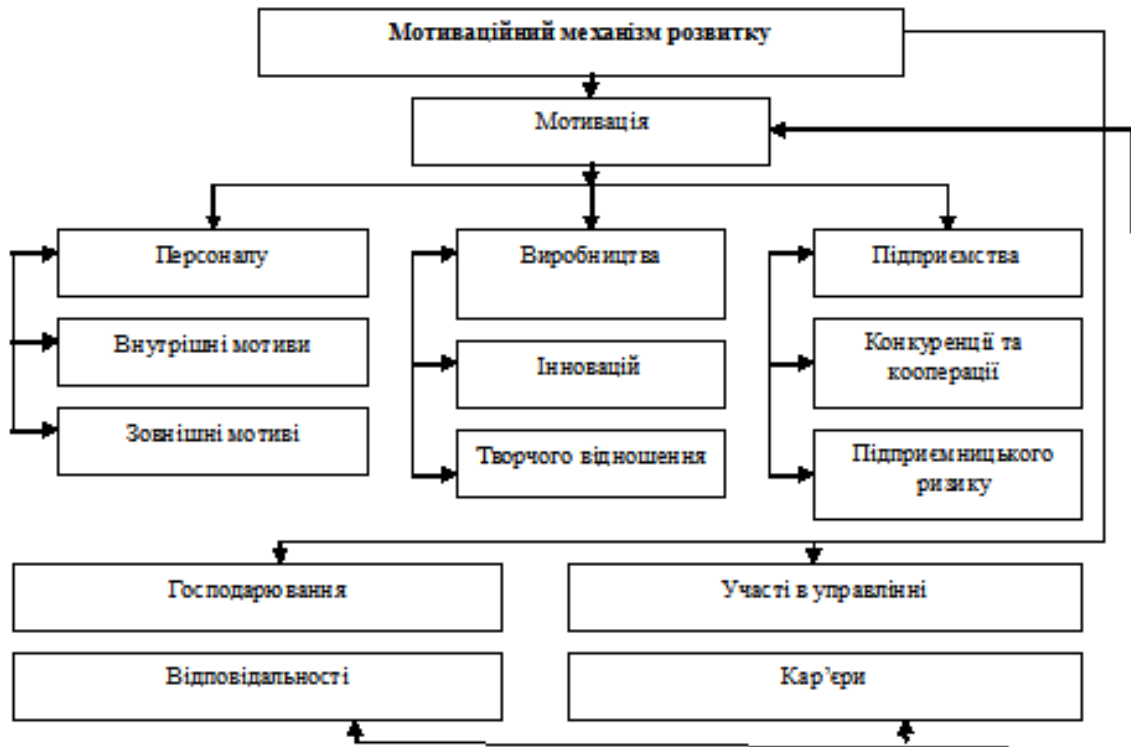 Мотиваційний механізм розвитку
Мотивація
Персоналу
Виробництва
Підприємства
Внутрішні мотиви
Інновацій
Конкуренції та
кооперації
Зовнішні мотиві
Творчого відношення
Підприємницького
ризику
Господарювання
Участі в управлінні
Відповідальності
Кар’єри